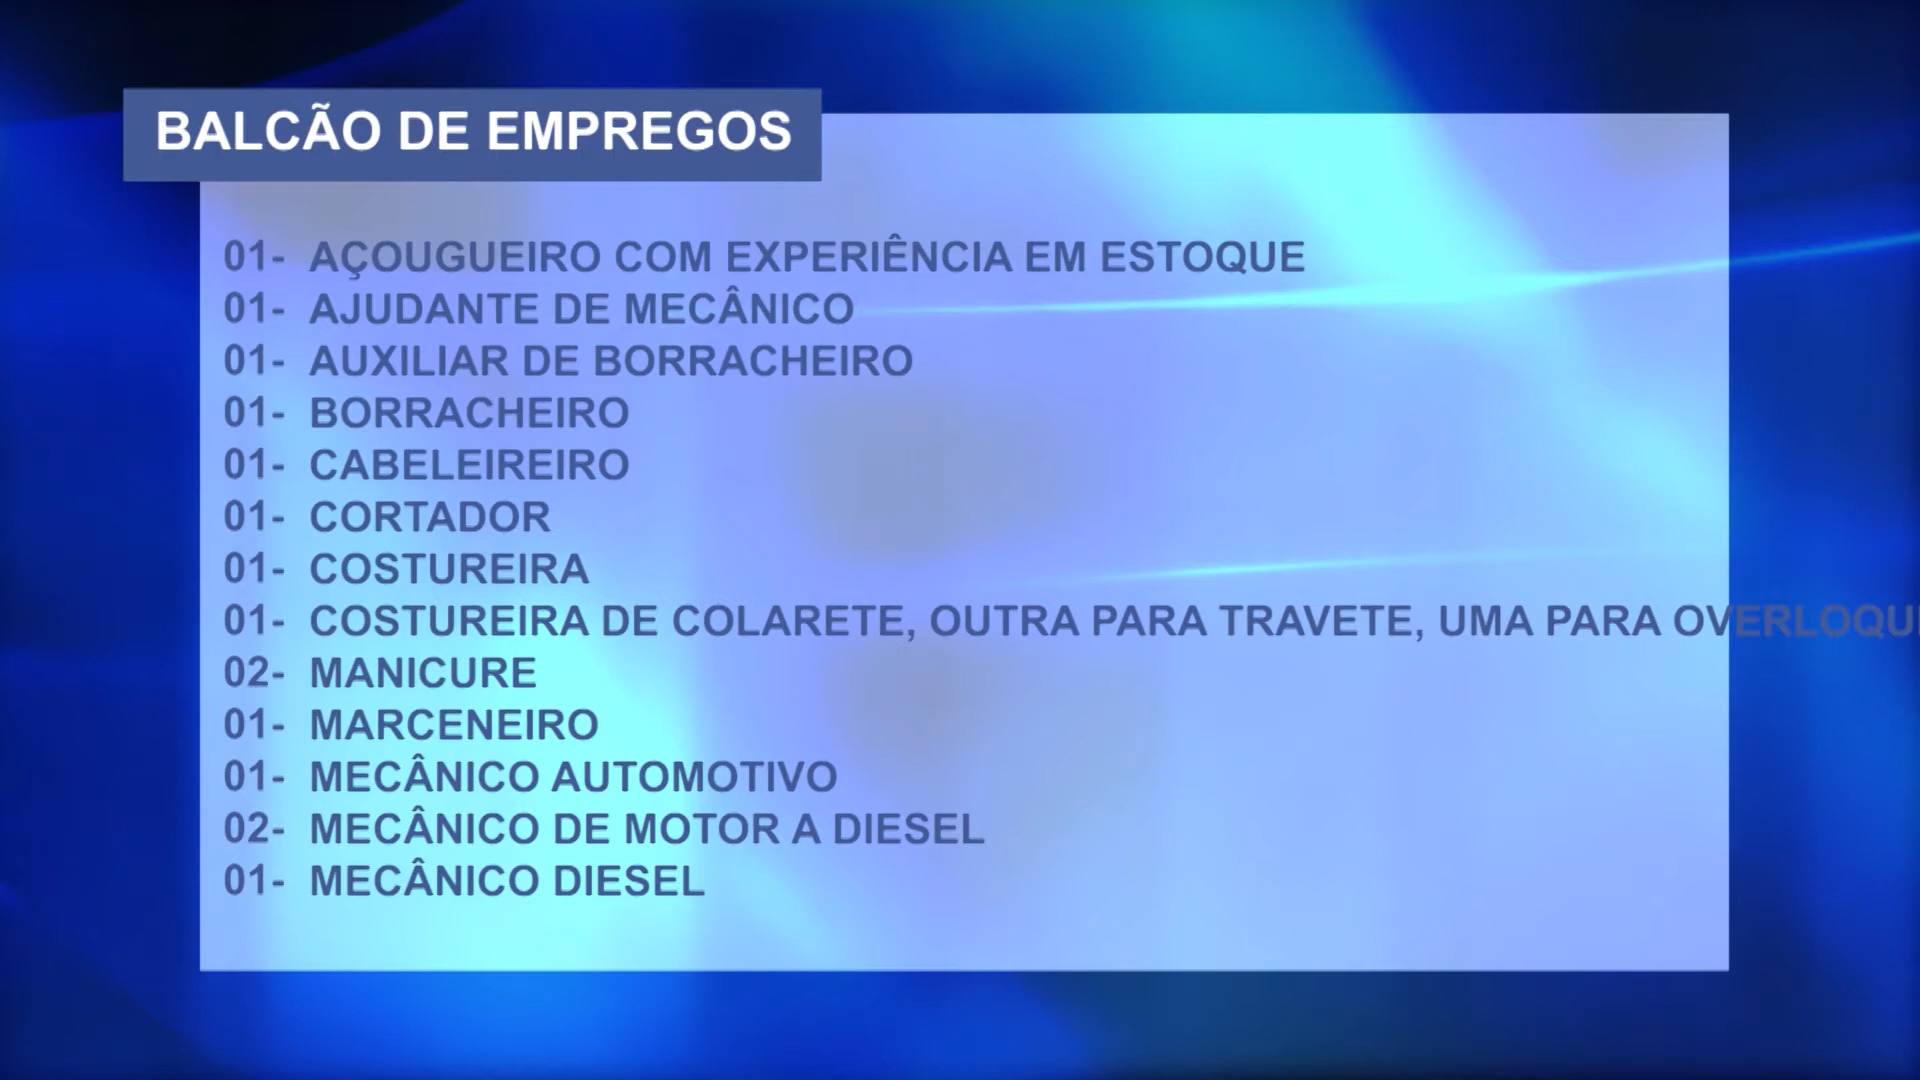 BALCÃO DE EMPREGOS
01- AÇOUGUEIRO COM EXPERIÊNCIA EM ESTOQUE
01- AJUDANTE DE MECÂNICO
01- AUXILIAR DE BORRACHEIRO
01- BORRACHEIRO
01- CABELEIREIRO
01- CORTADOR
01- COSTUREIRA
01- COSTUREIRA DE COLARETE, OUTRA PARA TRAVETE, UMA PARA
02- MANICURE
01- MARCENEIRO
01- MECÂNICO AUTOMOTIVO
02- MECÂNICO DE MOTOR A DIESEL
01- MECÂNICO DIESEL